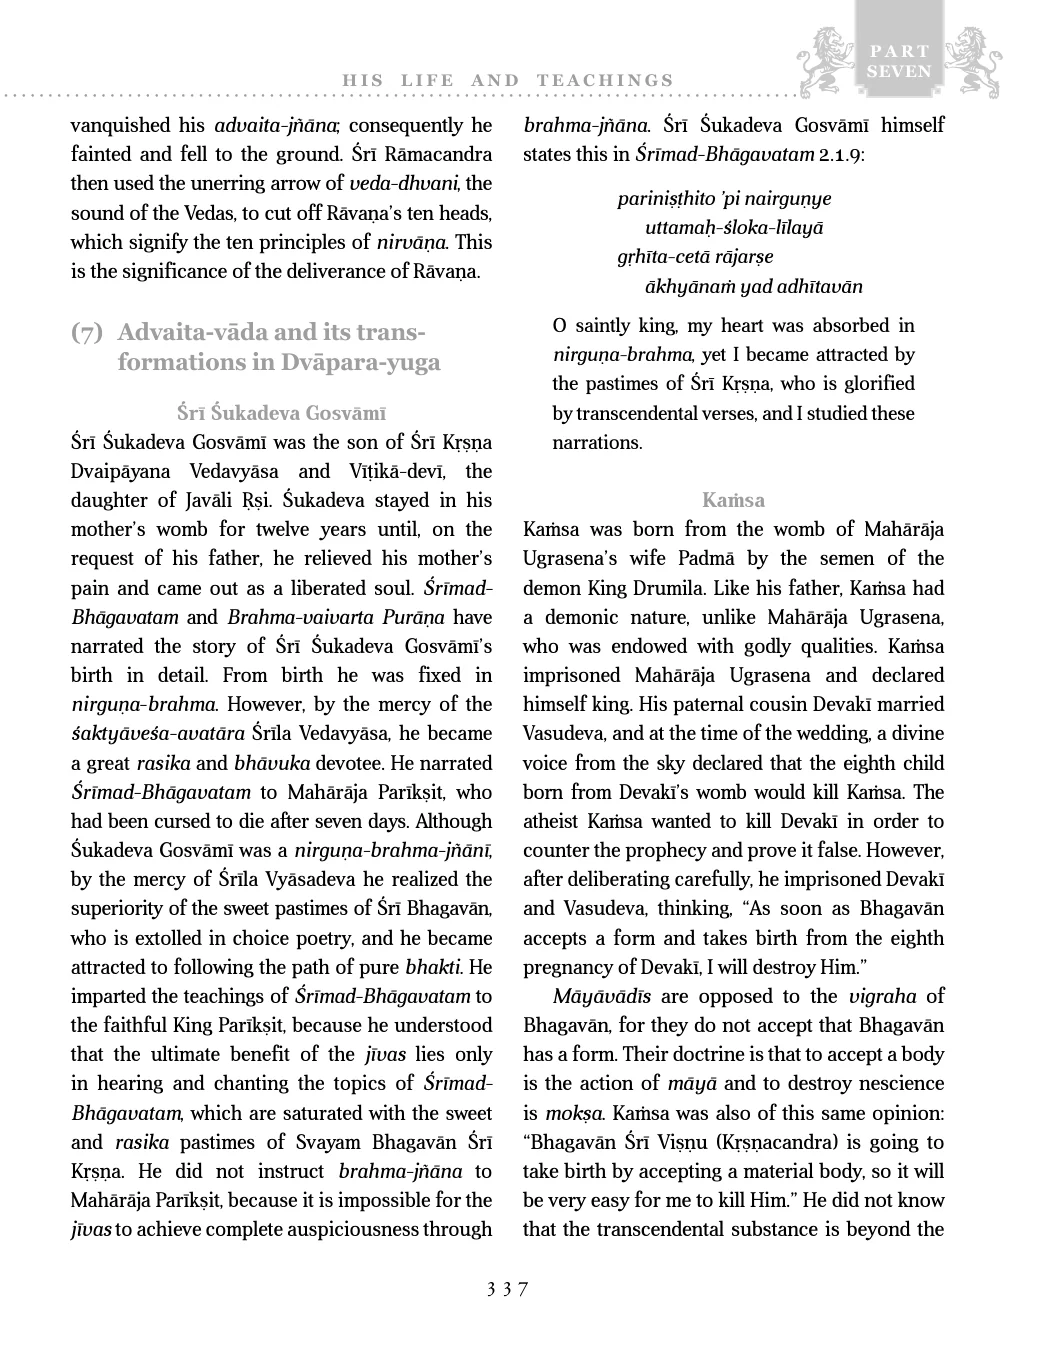 PART
SEVEN
HIS LIFE AND TEACHINGS
vanquished his advaita-jñāna; consequently he
fainted and fell to the ground. Śrī Rāmacandra
then used the unerring arrow of veda-dhvani, the
sound of the Vedas, to cut off Rāvaṇa’s ten heads,
which signify the ten principles of nirvāṇa. This
is the significance of the deliverance of Rāvaṇa.
(7) Advaita-vāda and its trans-
formations in Dvāpara-yuga
Śrī Śukadeva Gosvāmī
Śrī Śukadeva Gosvāmī was the son of Śrī Kṛṣṇa
Dvaipāyana Vedavyāsa and Vīṭikā-devī, the
daughter of Javāli Ṛṣi. Śukadeva stayed in his
mother’s womb for twelve years until, on the
request of his father, he relieved his mother’s
pain and came out as a liberated soul. Śrīmad-
Bhāgavatam and Brahma-vaivarta Purāṇa have
narrated the story of Śrī Śukadeva Gosvāmī’s
birth in detail. From birth he was fixed in
nirguṇa-brahma. However, by the mercy of the
śaktyāveśa-avatāra Śrīla Vedavyāsa, he became
a great rasika and bhāvuka devotee. He narrated
Śrīmad-Bhāgavatam to Mahārāja Parīkṣit, who
had been cursed to die after seven days. Although
Śukadeva Gosvāmī was a nirguṇa-brahma-jñānī,
by the mercy of Śrīla Vyāsadeva he realized the
superiority of the sweet pastimes of Śrī Bhagavān,
who is extolled in choice poetry, and he became
attracted to following the path of pure bhakti. He
imparted the teachings of Śrīmad-Bhāgavatam to
the faithful King Parīkṣit, because he understood
that the ultimate benefit of the jīvas lies only
in hearing and chanting the topics of Śrīmad-
Bhāgavatam, which are saturated with the sweet
and rasika pastimes of Svayam Bhagavān Śrī
Kṛṣṇa. He did not instruct brahma-jñāna to
Mahārāja Parīkṣit, because it is impossible for the
jīvas to achieve complete auspiciousness through
brahma-jñāna. Śrī Śukadeva Gosvāmī himself
states this in Śrīmad-Bhāgavatam 2.1.9:
pariniṣṭhito ’pi nairguṇye
uttamaḥ-śloka-līlayā
gṛhīta-cetā rājarṣe
ākhyānaṁ yad adhītavān
O saintly king, my heart was absorbed in
nirguṇa-brahma, yet I became attracted by
the pastimes of Śrī Kṛṣṇa, who is glorified
by transcendental verses, and I studied these
narrations.
Kaṁsa
Kaṁsa was born from the womb of Mahārāja
Ugrasena’s wife Padmā by the semen of the
demon King Drumila. Like his father, Kaṁsa had
a demonic nature, unlike Mahārāja Ugrasena,
who was endowed with godly qualities. Kaṁsa
imprisoned Mahārāja Ugrasena and declared
himself king. His paternal cousin Devakī married
Vasudeva, and at the time of the wedding, a divine
voice from the sky declared that the eighth child
born from Devakī’s womb would kill Kaṁsa. The
atheist Kaṁsa wanted to kill Devakī in order to
counter the prophecy and prove it false. However,
after deliberating carefully, he imprisoned Devakī
and Vasudeva, thinking, “As soon as Bhagavān
accepts a form and takes birth from the eighth
pregnancy of Devakī, I will destroy Him.”
Māyāvādīs are opposed to the vigraha of
Bhagavān, for they do not accept that Bhagavān
has a form. Their doctrine is that to accept a body
is the action of māyā and to destroy nescience
is mokṣa. Kaṁsa was also of this same opinion:
“Bhagavān Śrī Viṣṇu (Kṛṣṇacandra) is going to
take birth by accepting a material body, so it will
be very easy for me to kill Him.” He did not know
that the transcendental substance is beyond the
337